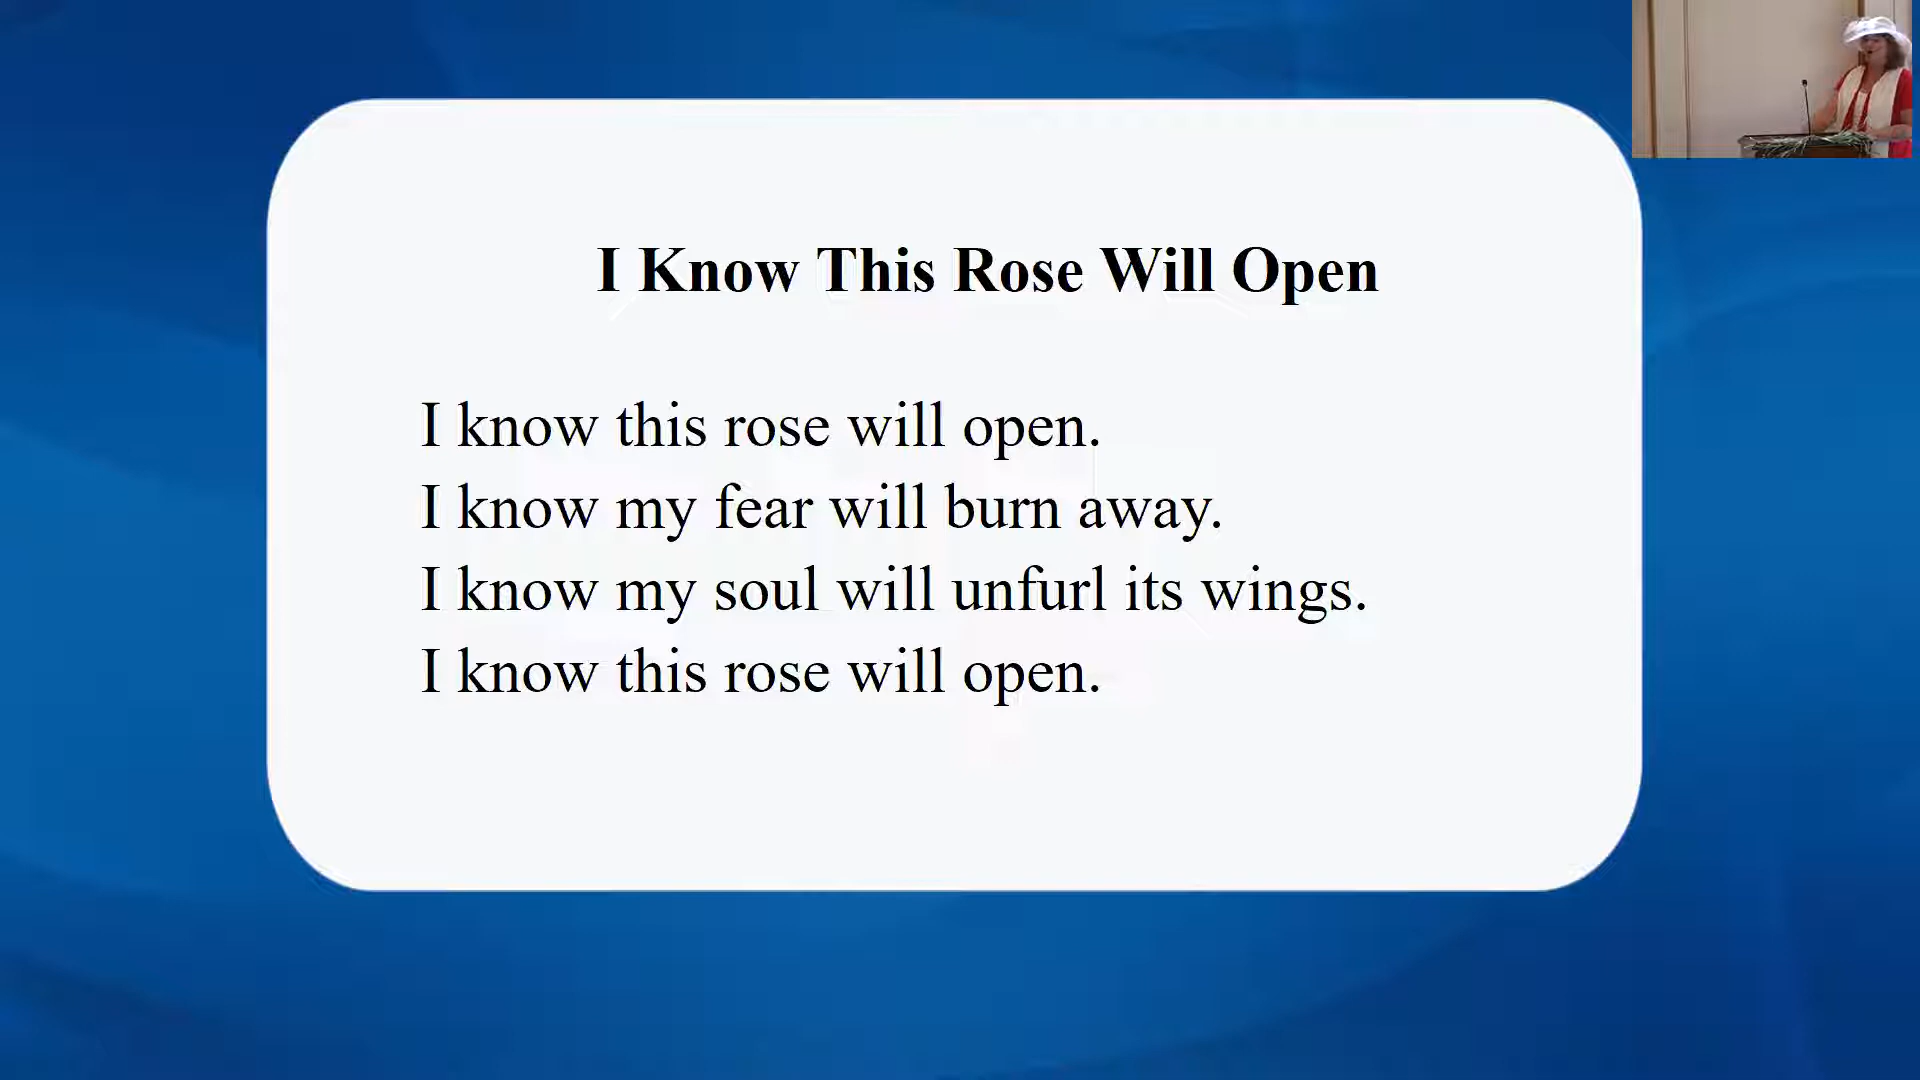 I Know This Rose Will Open
I know this rose will open.
I know my fear will burn away.
I know my soul will unfurl its wings.
I know this rose will open.